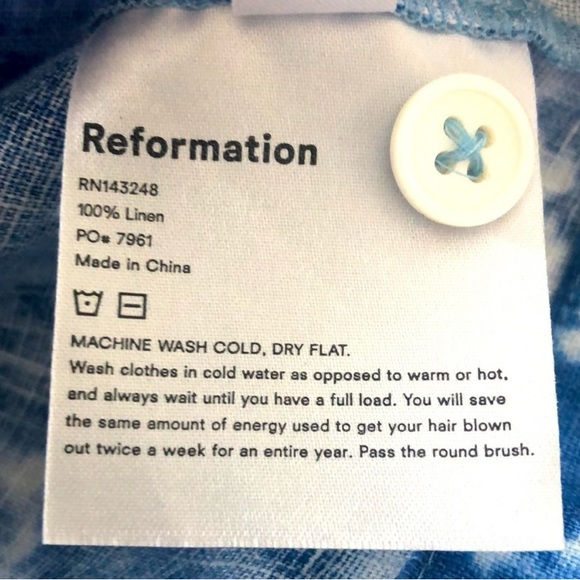 Reformation
RN143248
100% Linen
PO# 7961
Made in China
MACHINE WASH COLD, DRY FLAT.
Wash clothes in cold water as opposed to warm or hot,
and always wait until you have a full load. You will save
the same amount of energy used to get your hair blown
out twice a week for an entire year. Pass the round brush.